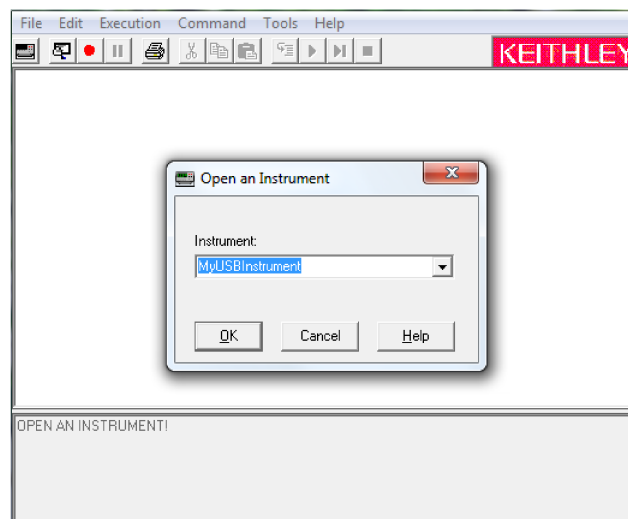 File Edit Execution Command Tools Help
KEITHLEY
Open an Instrument
Instrument:
MyUSBInstrument
OK Cancel Help
OPEN AN INSTRUMENT!